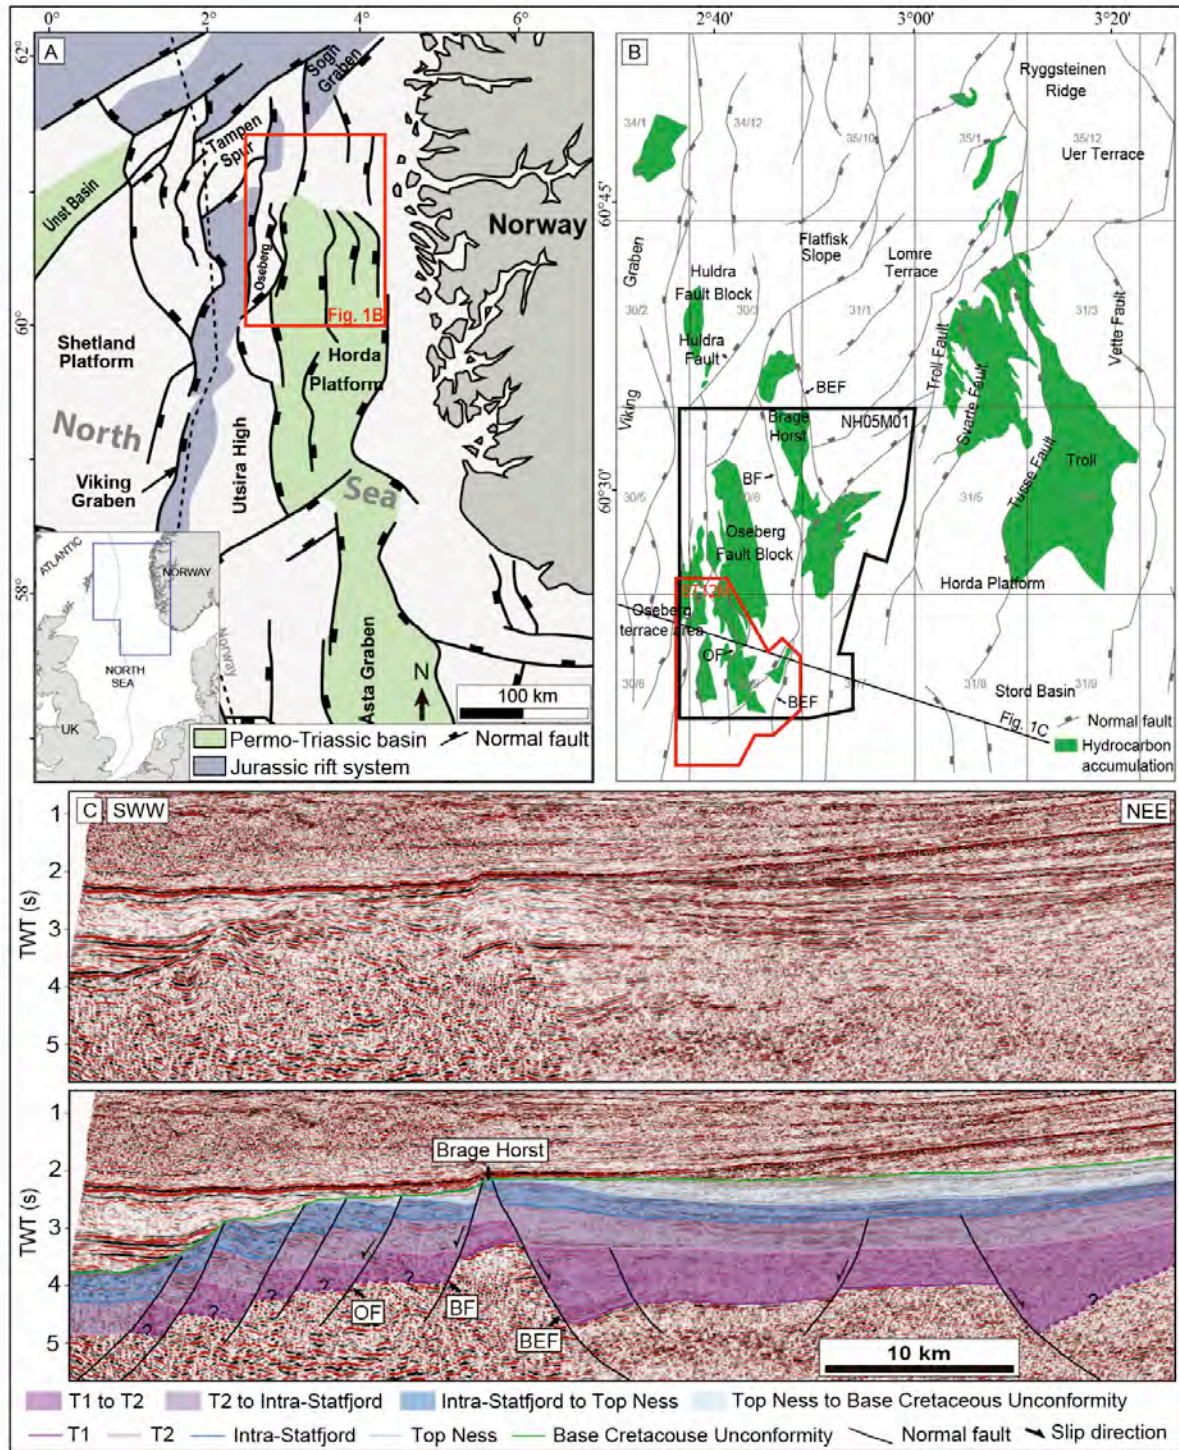 0° 2° 4° 6°
A
62°
60°
58°
Sogn
Graben
Tampen
Spur
Unst Basin
Oseberg
Norway
Fig. 1B
Shetland
Platform
Horda
Platform
North
Sea
Utsira High
Viking
Graben
Åsta Graben
N
100 km
ATLANTIC
NORWAY
NORTH
SEA
UK
Norway
Permo-Triassic basin
Normal fault
Jurassic rift system
2°40' 3°00' 3°20'
B
60°45'
60°30'
Ryggsteinen
Ridge
34/1
34/12
35/10
35/1
35/12
Uer Terrace
Flatfisk
Slope
Lomre
Terrace
Graben
Huldra
Fault Block
30/2
30/3
31/1
31/3
Huldra
Fault
Troll Fault
Vette Fault
Viking
BEF
Svarte Fault
Brage
Horst
NH05M01
BF
Tusse Fault
Troll
30/5
30/6
31/5
Oseberg
Fault Block
Horda Platform
Oseberg
terrace area
OF
BEF
30/8
31/8
31/9
Stord Basin
Fig. 1C
Normal fault
Hydrocarbon
accumulation
C SWW
NEE
1
2
3
4
5
TWT (s)
Brage Horst
1
2
3
4
5
TWT (s)
? ? ? ? ? ?
OF
BF
BEF
10 km
T1 to T2 T2 to Intra-Statfjord Intra-Statfjord to Top Ness Top Ness to Base Cretaceous Unconformity
T1 T2 Intra-Statfjord Top Ness Base Cretacouse Unconformity Normal fault Slip direction